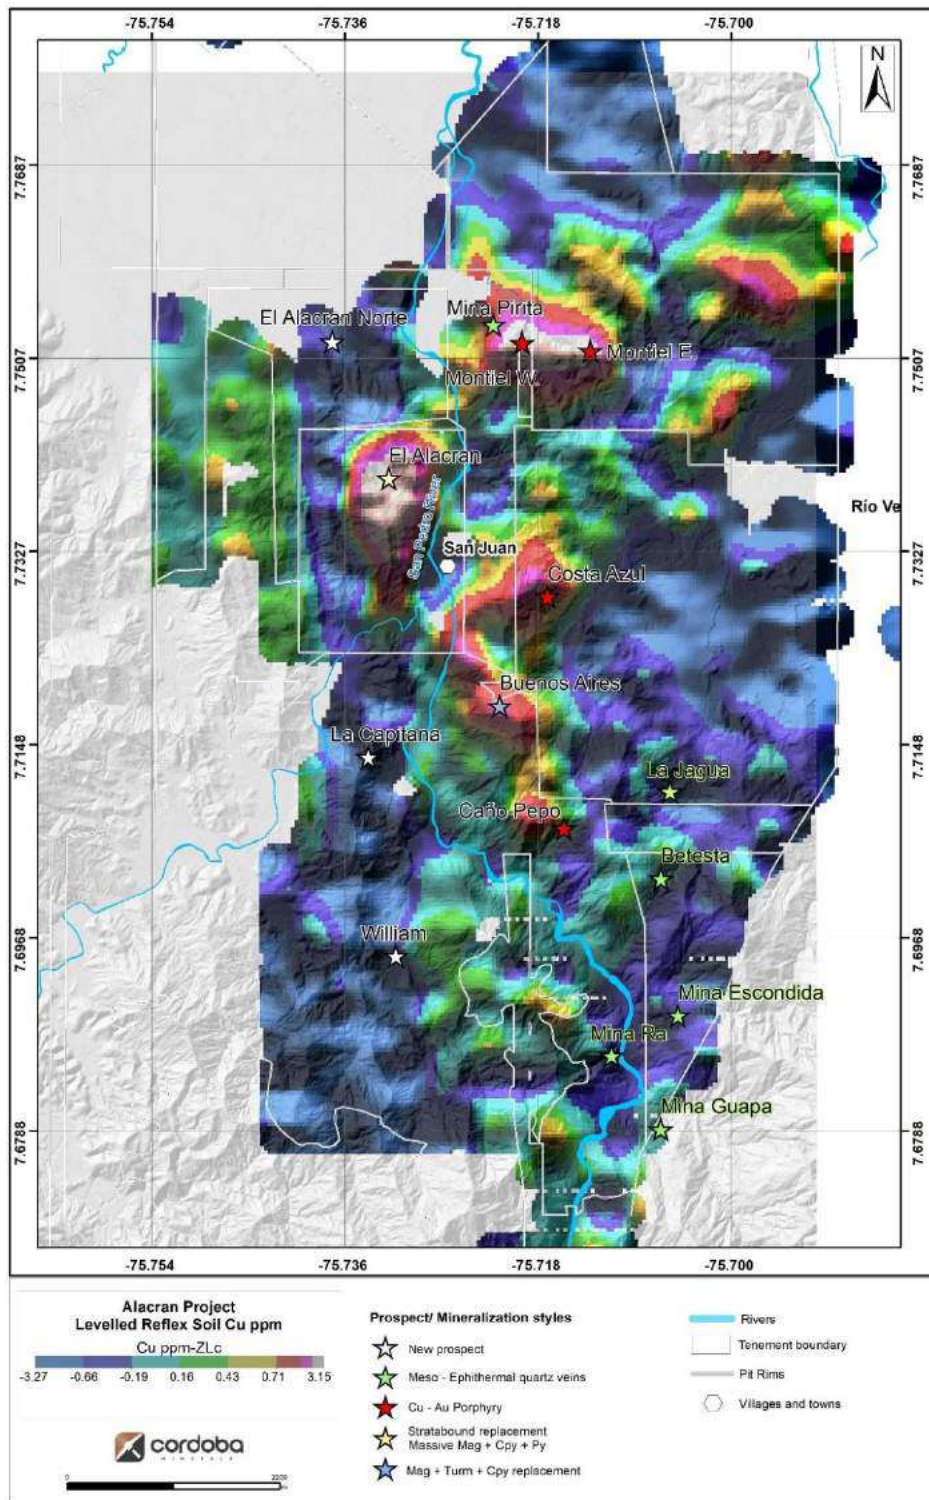 -75.754 -75.736 -75.718 -75.700
N
7.7687 7.7687
El Alacran Norte
Mina Pirita
7.7507 7.7507
Montiel W. Montiel E.
El Alacran
San Pedro River
Río Ve
San Juan
7.7327 7.7327
Costa Azul
Buenos Aires
La Capitana
7.7148 7.7148
La Jagua
Caño Pepo
Betesta
William
7.6968 7.6968
Mina Escondida
Mina Ra
Mina Guapa
7.6788 7.6788
-75.754 -75.736 -75.718 -75.700
Alacran Project
Levelled Reflex Soil Cu ppm
Cu ppm-ZLc
-3.27 -0.66 -0.19 0.16 0.43 0.71 3.15
cordoba
MINERALS
0 2200
Prospect/ Mineralization styles
New prospect
Meso - Ephithermal quartz veins
Cu - Au Porphyry
Stratabound replacement
Massive Mag + Cpy + Py
Mag + Turm + Cpy replacement
Rivers
Tenement boundary
Pit Rims
Villages and towns